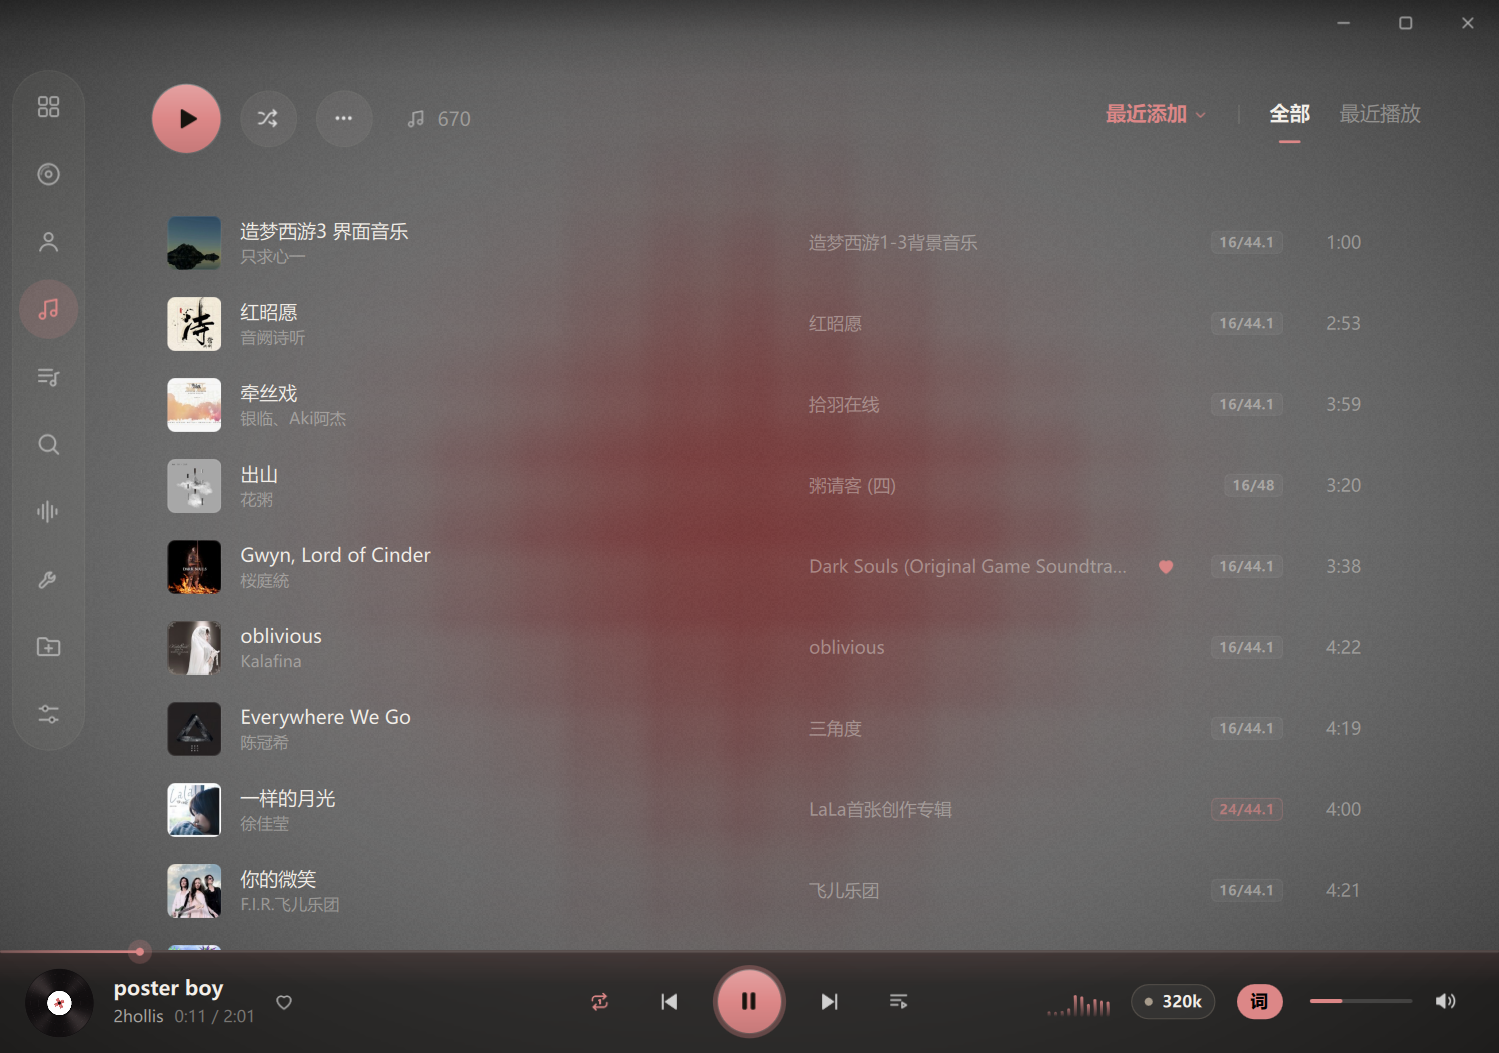 670
最近添加
全部
最近播放
造梦西游3 界面音乐
只求心一
造梦西游1-3背景音乐
16/44.1
1:00
红昭愿
音阙诗听
红昭愿
16/44.1
2:53
牵丝戏
银临、Aki阿杰
拾羽在线
16/44.1
3:59
出山
花粥
粥请客 (四)
16/48
3:20
Gwyn, Lord of Cinder
桜庭統
Dark Souls (Original Game Soundtra...
16/44.1
3:38
oblivious
Kalafina
oblivious
16/44.1
4:22
Everywhere We Go
陈冠希
三角度
16/44.1
4:19
一样的月光
徐佳莹
LaLa首张创作专辑
24/44.1
4:00
你的微笑
F.I.R.飞儿乐团
飞儿乐团
16/44.1
4:21
poster boy
2hollis 0:11 / 2:01
320k
词